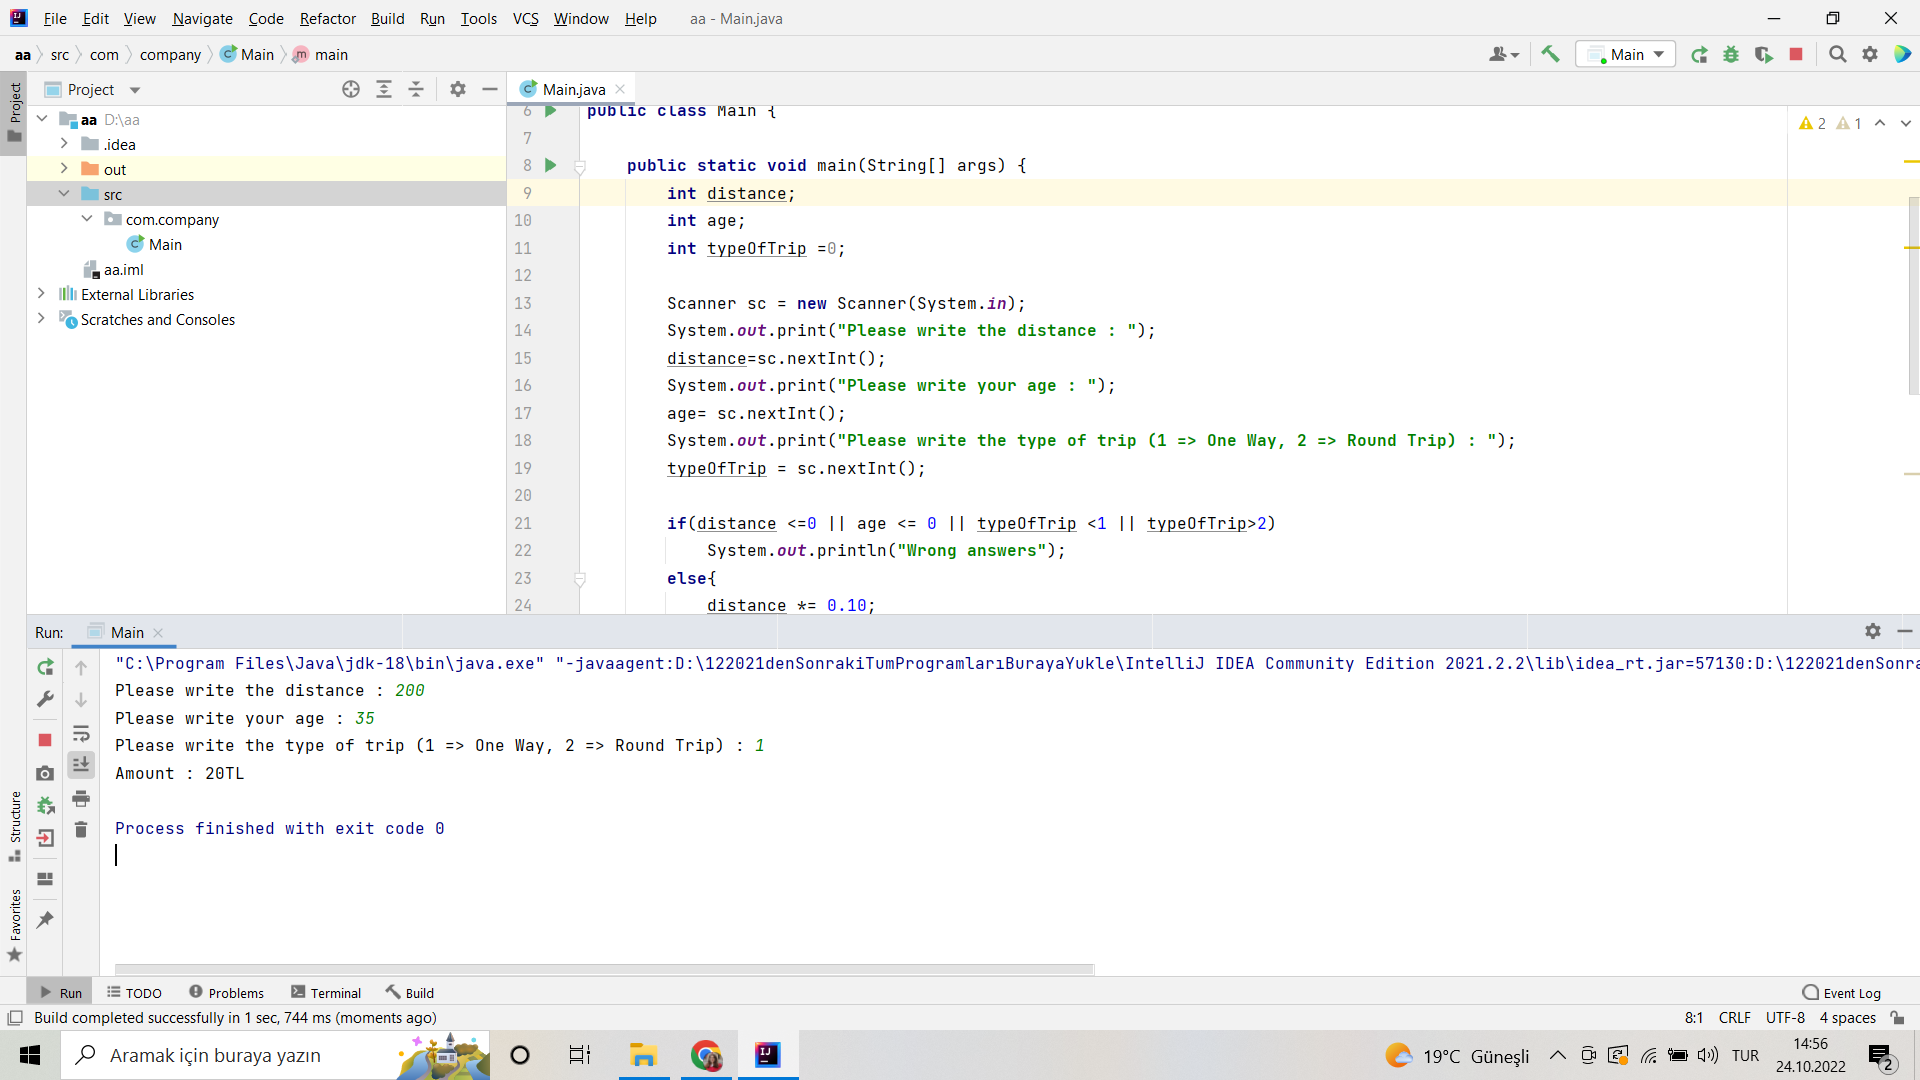 File Edit View Navigate Code Refactor Build Run Tools VCS Window Help aa - Main.java
aa src com company Main main
Main
Project
Main.java
aa D:\aa
.idea
out
src
com.company
Main
aa.iml
External Libraries
Scratches and Consoles
Project
Structure
Favorites
2 1
6 public class Main {
7
8 public static void main(String[] args) {
9 int distance;
10 int age;
11 int typeOfTrip =0;
12
13 Scanner sc = new Scanner(System.in);
14 System.out.print("Please write the distance : ");
15 distance=sc.nextInt();
16 System.out.print("Please write your age : ");
17 age= sc.nextInt();
18 System.out.print("Please write the type of trip (1 => One Way, 2 => Round Trip) : ");
19 typeOfTrip = sc.nextInt();
20
21 if(distance <=0 || age <= 0 || typeOfTrip <1 || typeOfTrip>2)
22 System.out.println("Wrong answers");
23 else{
24 distance *= 0.10;
Run: Main
"C:\Program Files\Java\jdk-18\bin\java.exe" "-javaagent:D:\122021denSonrakiTumProgramlarıBurayaYukle\IntelliJ IDEA Community Edition 2021.2.2\lib\idea_rt.jar=57130:D:\122021denSonra
Please write the distance : 200
Please write your age : 35
Please write the type of trip (1 => One Way, 2 => Round Trip) : 1
Amount : 20TL
Process finished with exit code 0
Run TODO Problems Terminal Build Event Log
Build completed successfully in 1 sec, 744 ms (moments ago) 8:1 CRLF UTF-8 4 spaces
Aramak için buraya yazın
19°C Güneşli
TUR
14:56
24.10.2022
2